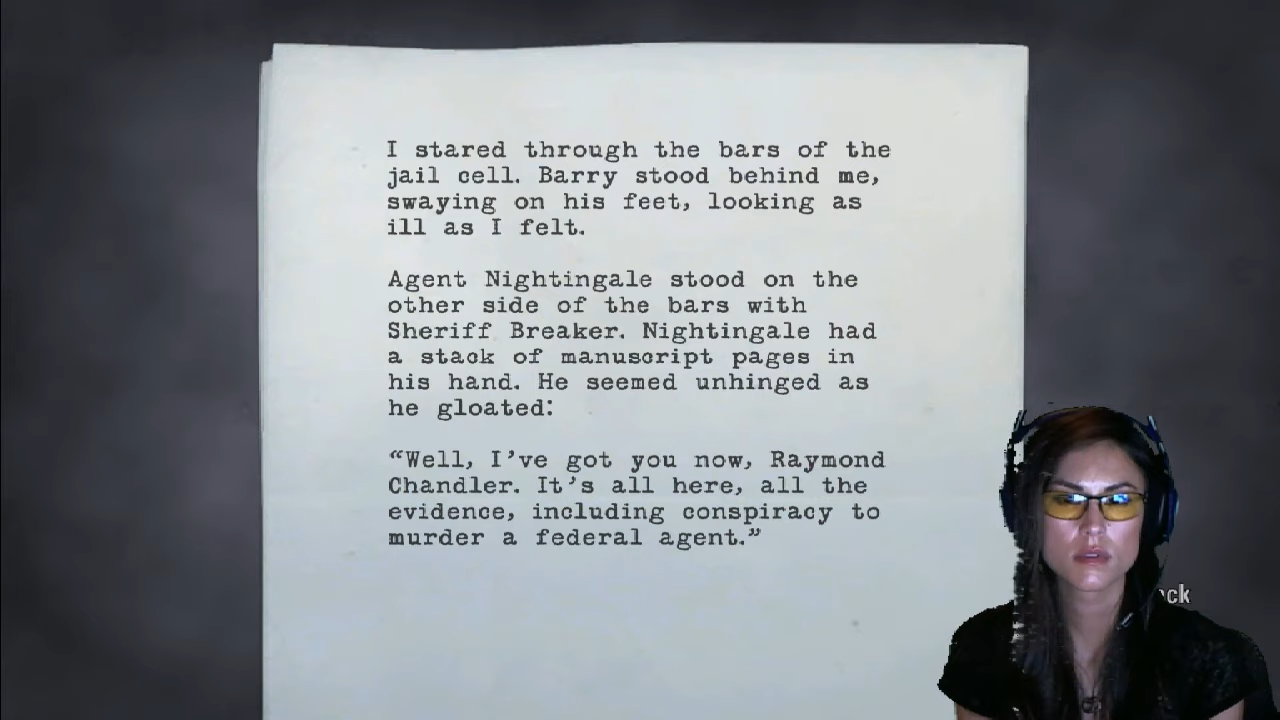 I stared through the bars of the
jail cell. Barry stood behind me,
swaying on his feet, looking as
ill as I felt.
Agent Nightingale stood on the
other side of the bars with
Sheriff Breaker. Nightingale had
a stack of manuscript pages in
his hand. He seemed unhinged as
he gloated:
“Well, I’ve got you now, Raymond
Chandler. It’s all here, all the
evidence, including conspiracy to
murder a federal agent.”